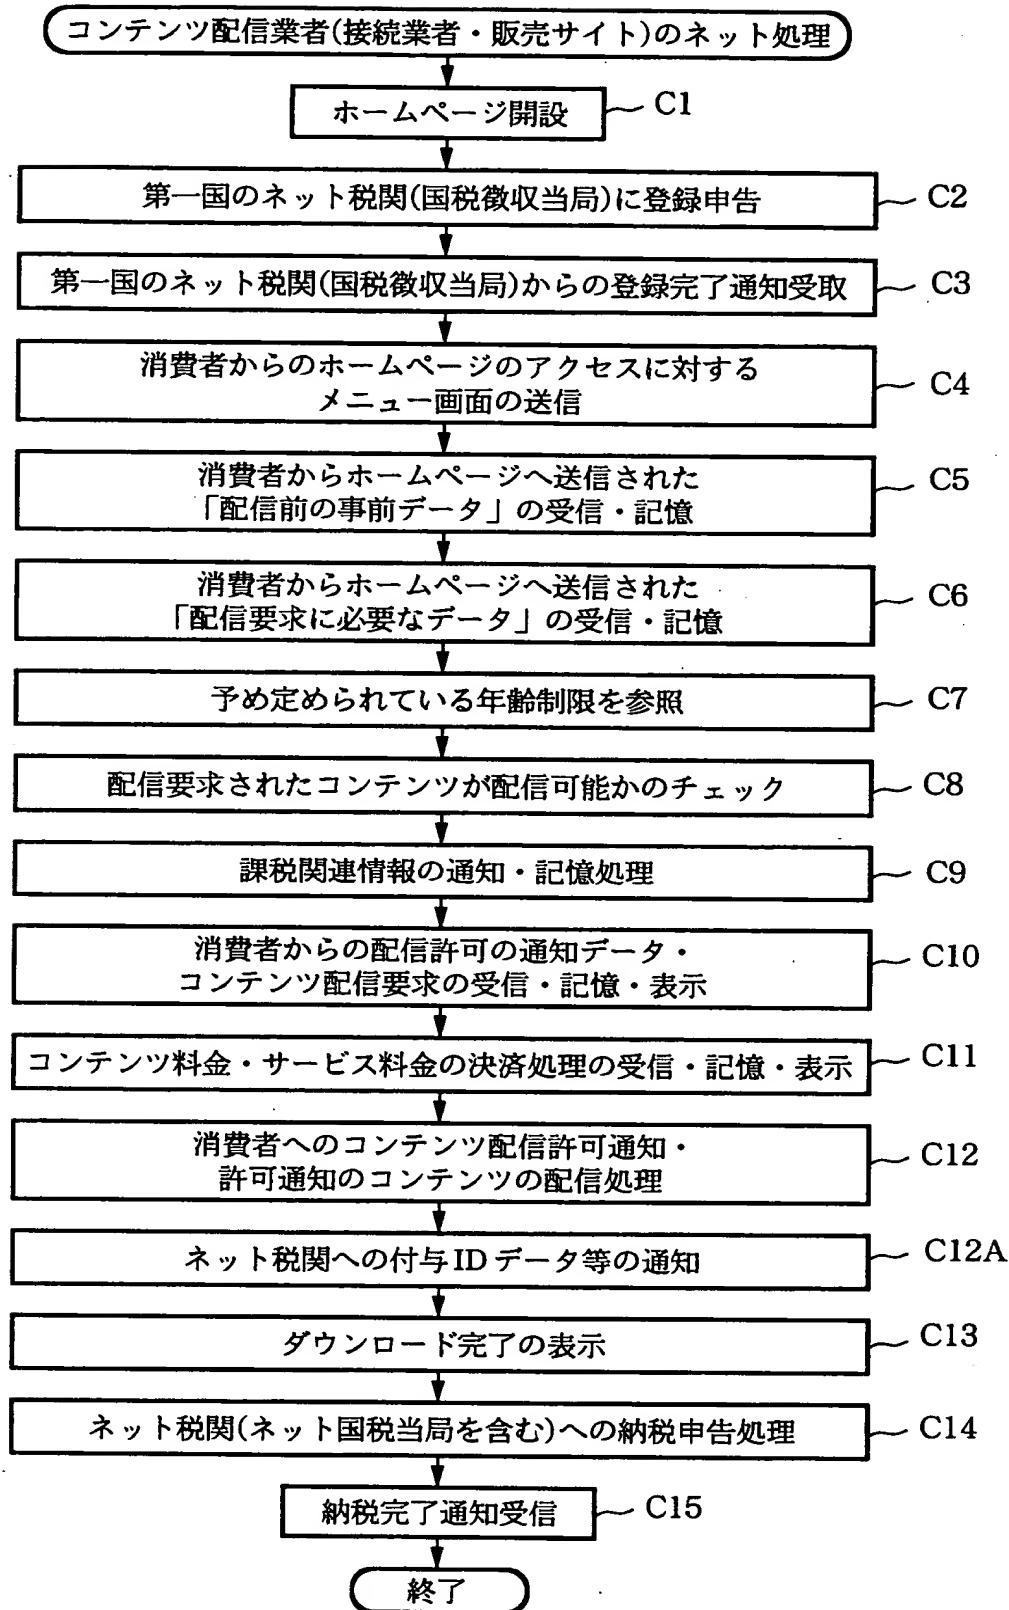 コンテンツ配信業者(接続業者・販売サイト)のネット処理
ホームページ開設
C1
第一国のネット税関(国税徴収当局)に登録申告
C2
第一国のネット税関(国税徴収当局)からの登録完了通知受取
C3
消費者からのホームページのアクセスに対する
メニュー画面の送信
C4
消費者からホームページへ送信された
「配信前の事前データ」の受信・記憶
C5
消費者からホームページへ送信された
「配信要求に必要なデータ」の受信・記憶
C6
予め定められている年齢制限を参照
C7
配信要求されたコンテンツが配信可能かのチェック
C8
課税関連情報の通知・記憶処理
C9
消費者からの配信許可の通知データ・
コンテンツ配信要求の受信・記憶・表示
C10
コンテンツ料金・サービス料金の決済処理の受信・記憶・表示
C11
消費者へのコンテンツ配信許可通知・
許可通知のコンテンツの配信処理
C12
ネット税関への付与IDデータ等の通知
C12A
ダウンロード完了の表示
C13
ネット税関(ネット国税当局を含む)への納税申告処理
C14
納税完了通知受信
C15
終了